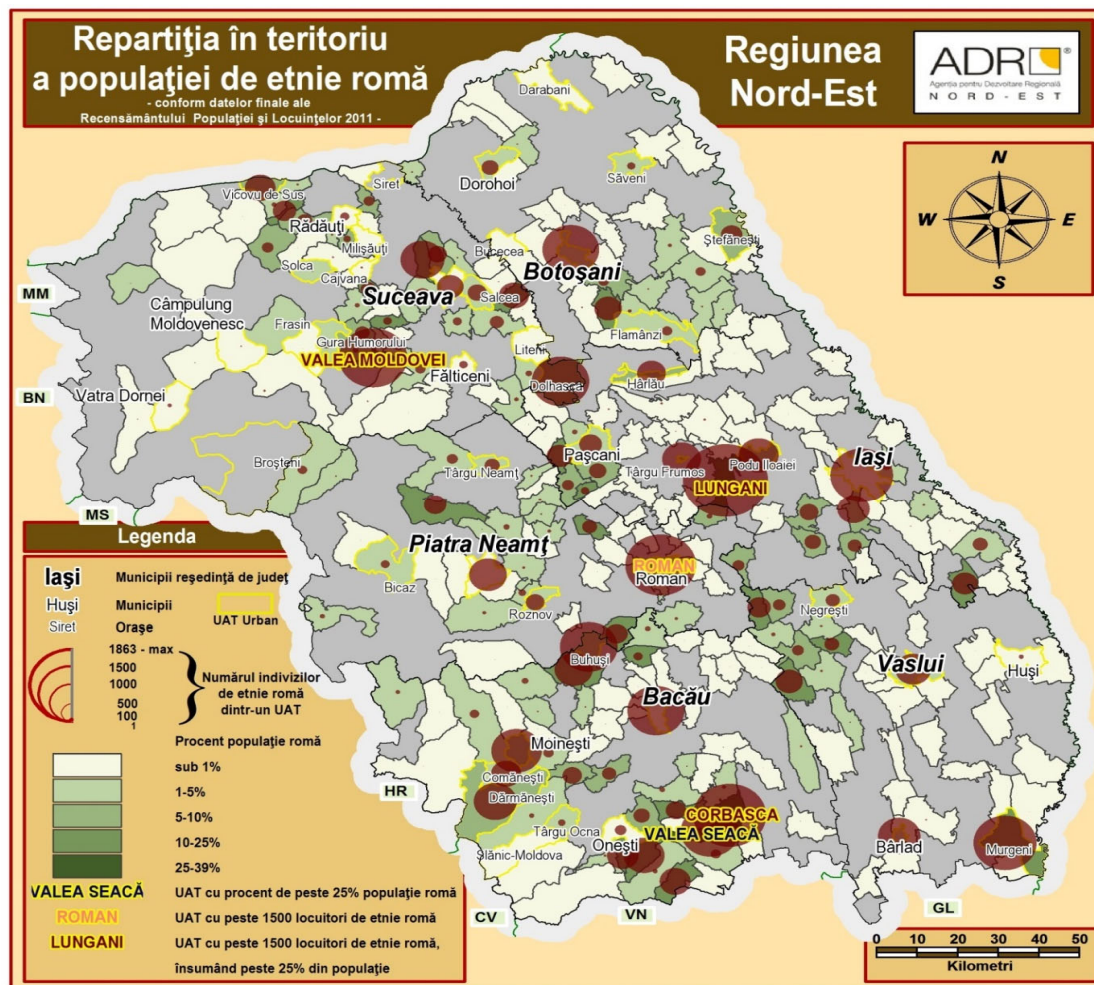 Repartiţia în teritoriu
a populaţiei de etnie romă
- conform datelor finale ale
Recensământului Populaţiei şi Locuinţelor 2011 -
Regiunea
Nord-Est
ADR
®
Agenţia pentru Dezvoltare Regională
NORD-EST
N
W
E
S
Darabani
Dorohoi
Săveni
Siret
Vicovu de Sus
Rădăuţi
Milişăuţi
Ştefăneşti
Bucecea
Botoşani
Solca
Cajvana
Suceava
Salcea
MM
Câmpulung
Moldovenesc
Frasin
Flamânzi
Gura Humorului
VALEA MOLDOVEI
Liteni
Fălticeni
Dolhasca
Hârlău
Vatra Dornei
BN
Broşteni
Paşcani
Târgu Neamţ
Târgu Frumos
Podu Iloaiei
Iaşi
LUNGANI
MS
Piatra Neamţ
ROMAN
Roman
Bicaz
Roznov
Negreşti
Buhuşi
Vaslui
Huşi
Bacău
Moineşti
HR
Comăneşti
Dărmăneşti
CORBASCA
VALEA SEACĂ
Târgu Ocna
Oneşti
Slănic-Moldova
Bârlad
Murgeni
CV
VN
GL
Legenda
Iaşi
Municipii reşedinţă de judeţ
Huşi
Municipii
Siret
Oraşe
UAT Urban
1863 - max
1500
1000
500
100
1
Numărul indivizilor
de etnie romă
dintr-un UAT
Procent populaţie romă
sub 1%
1-5%
5-10%
10-25%
25-39%
VALEA SEACĂ
UAT cu procent de peste 25% populaţie romă
ROMAN
UAT cu peste 1500 locuitori de etnie romă
LUNGANI
UAT cu peste 1500 locuitori de etnie romă,
însumând peste 25% din populaţie
0 10 20 30 40 50
Kilometri